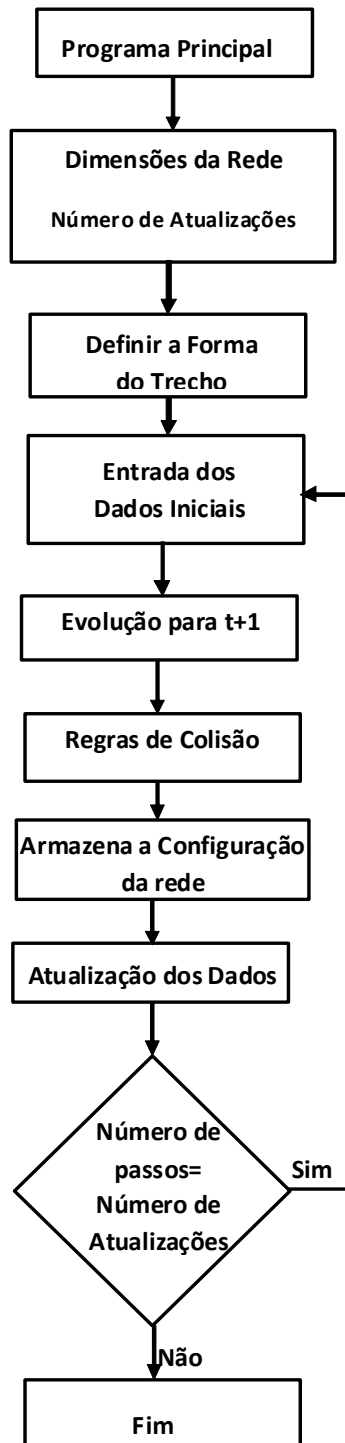 Programa Principal
Dimensões da Rede
Número de Atualizações
Definir a Forma
do Trecho
Entrada dos
Dados Iniciais
Evolução para t+1
Regras de Colisão
Armazena a Configuração
da rede
Atualização dos Dados
Número de
passos=
Número de
Atualizações
Sim
Não
Fim